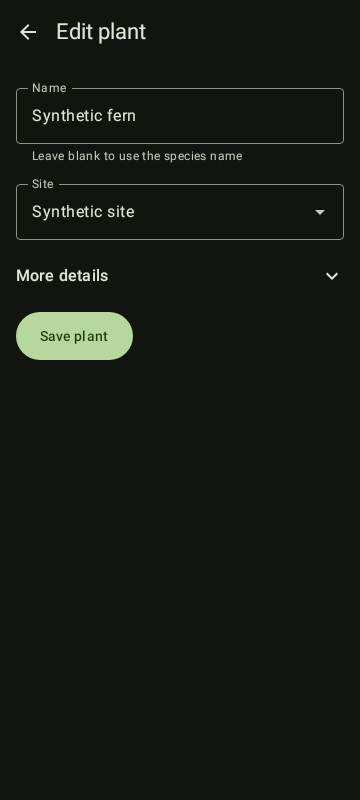 Edit plant
Name
Synthetic fern
Leave blank to use the species name
Site
Synthetic site
More details
Save plant